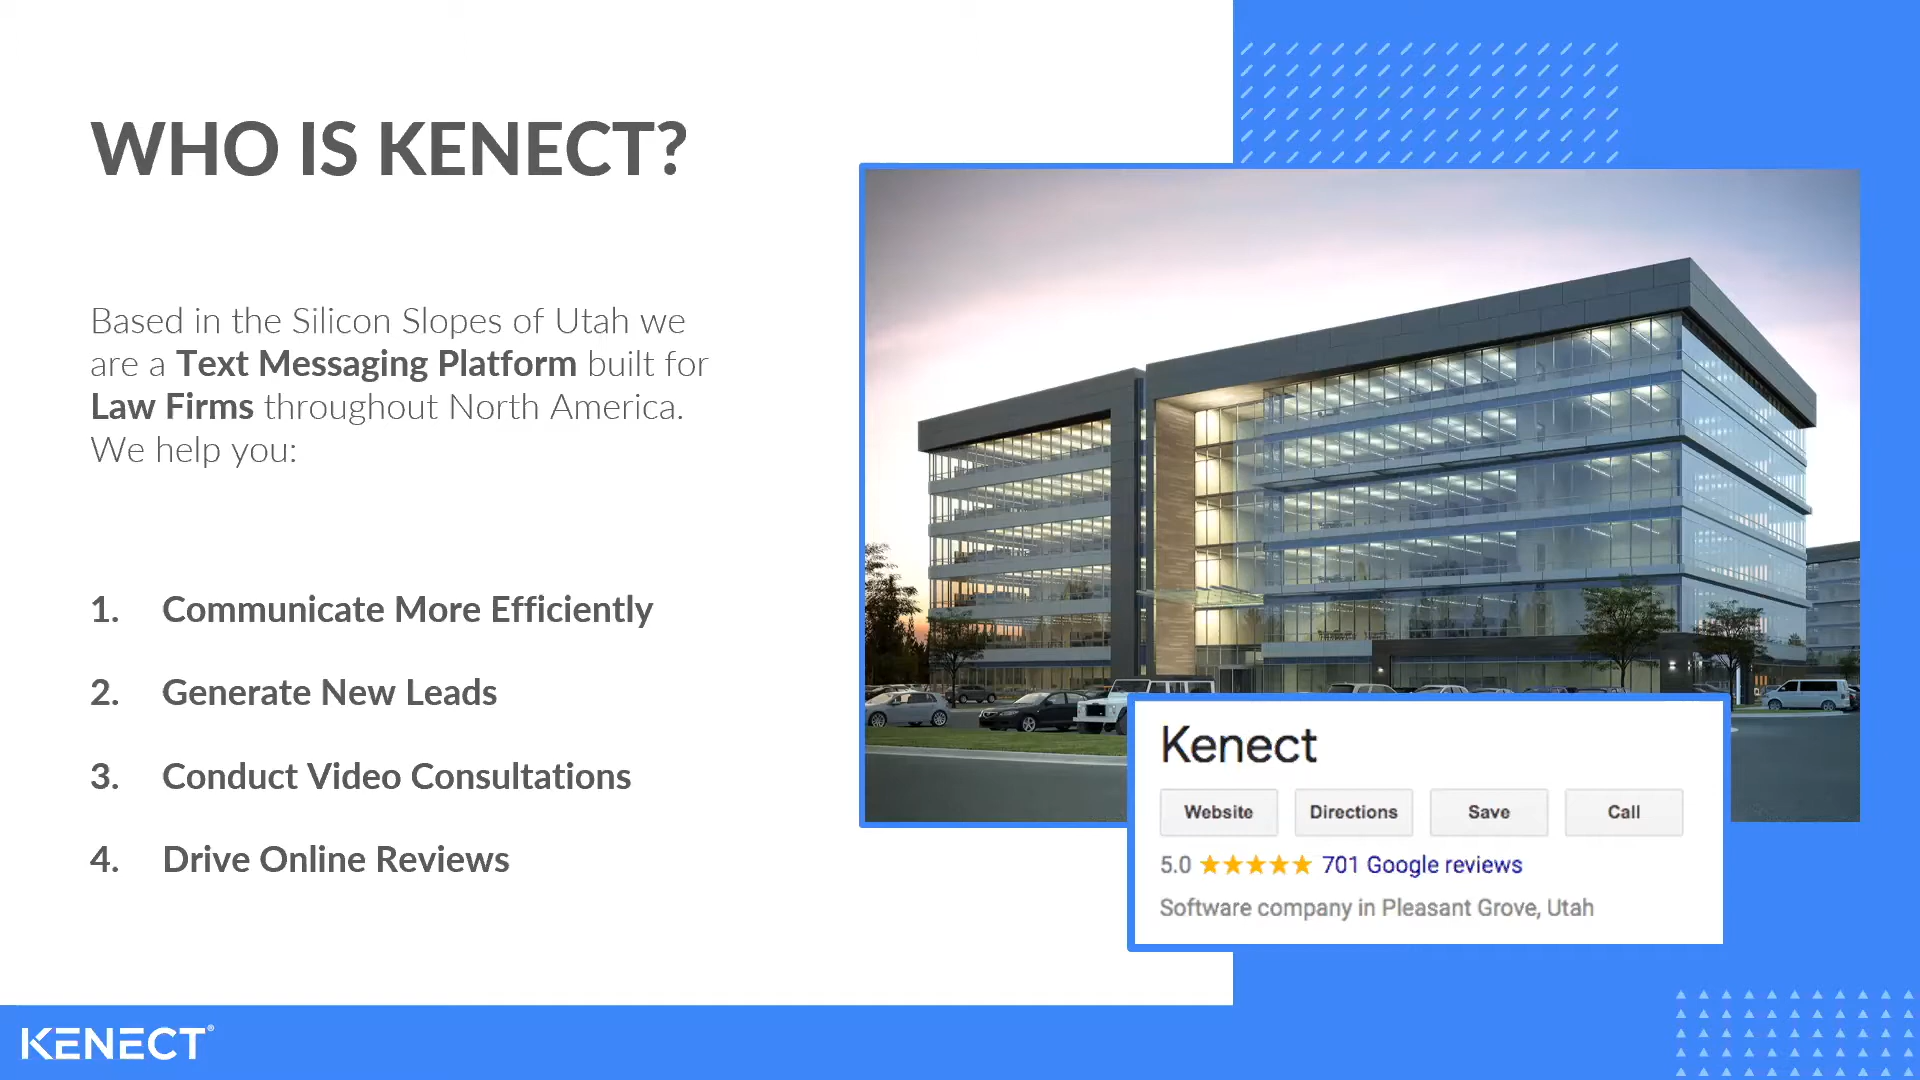 WHO IS KENECT?
Based in the Silicon Slopes of Utah we
are a Text Messaging Platform built for
Law Firms throughout North America.
We help you:
1. Communicate More Efficiently
2. Generate New Leads
3. Conduct Video Consultations
4. Drive Online Reviews
Kenect
Website Directions Save Call
5.0 ★★★★★ 701 Google reviews
Software company in Pleasant Grove, Utah
KENECT®